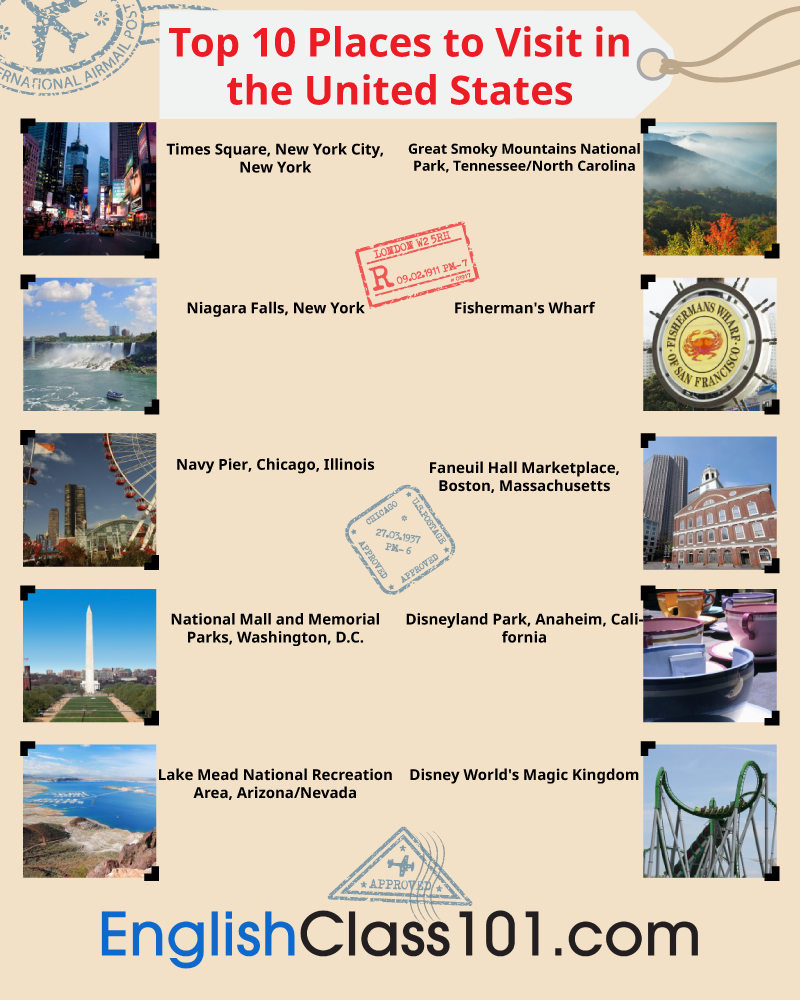 Top 10 Places to Visit in
the United States
ERNATIONAL AIRMAIL POST
Times Square, New York City,
New York
Great Smoky Mountains National
Park, Tennessee/North Carolina
LONDON W2 5RH
R 09.02.1911 PM-7
Niagara Falls, New York
Fisherman's Wharf
FISHERMANS WHARF
OF SAN FRANCISCO
Navy Pier, Chicago, Illinois
Faneuil Hall Marketplace,
Boston, Massachusetts
CHICAGO
U.S.POSTAGE
27.03.1937
PM-6
APPROVED
APPROVED
National Mall and Memorial
Parks, Washington, D.C.
Disneyland Park, Anaheim, Cali-
fornia
Lake Mead National Recreation
Area, Arizona/Nevada
Disney World's Magic Kingdom
APPROVED
EnglishClass101.com